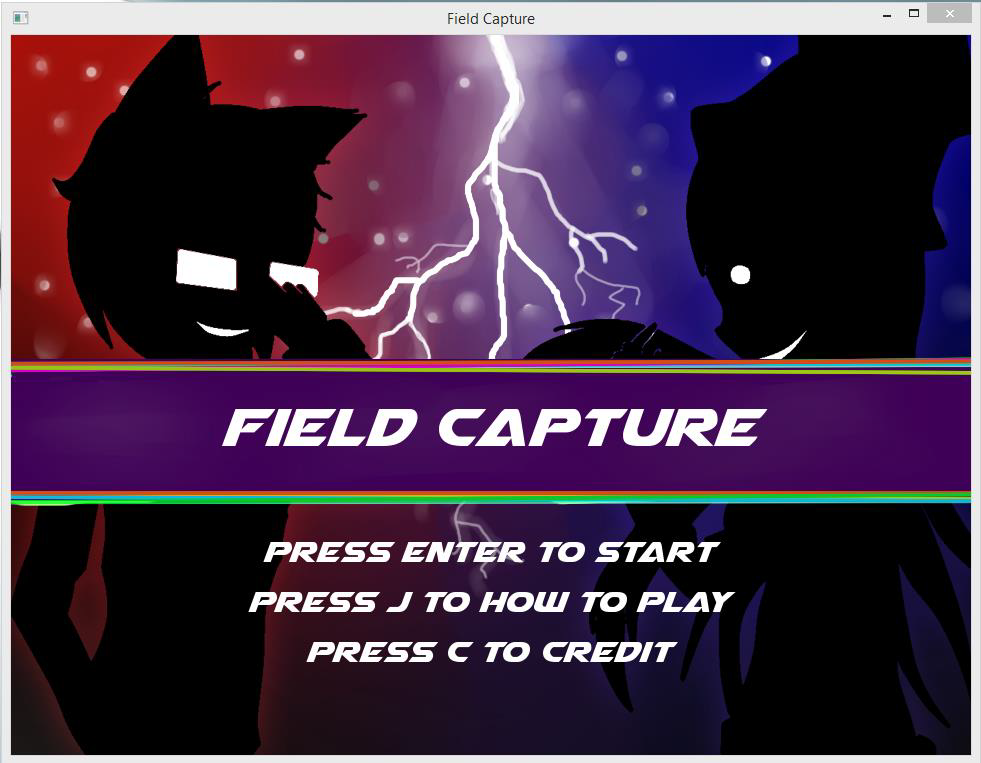 Field Capture
FIELD CAPTURE
PRESS ENTER TO START
PRESS J TO HOW TO PLAY
PRESS C TO CREDIT